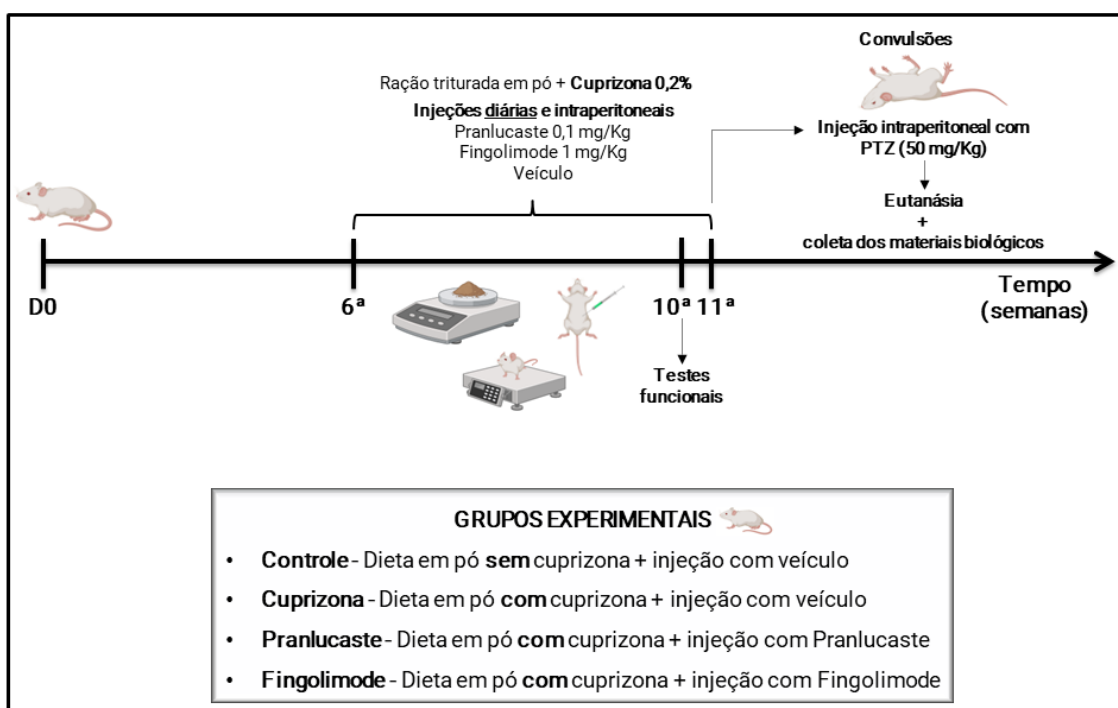 Convulsões
Ração triturada em pó + Cuprizona 0,2%
Injeções diárias e intraperitoneais
Pranlucaste 0,1 mg/Kg
Fingolimode 1 mg/Kg
Veículo
Injeção intraperitoneal com
PTZ (50 mg/Kg)
Eutanásia
+
coleta dos materiais biológicos
D0
6ª
10ª
11ª
Tempo
(semanas)
Testes
funcionais
GRUPOS EXPERIMENTAIS
• Controle - Dieta em pó sem cuprizona + injeção com veículo
• Cuprizona - Dieta em pó com cuprizona + injeção com veículo
• Pranlucaste - Dieta em pó com cuprizona + injeção com Pranlucaste
• Fingolimode - Dieta em pó com cuprizona + injeção com Fingolimode